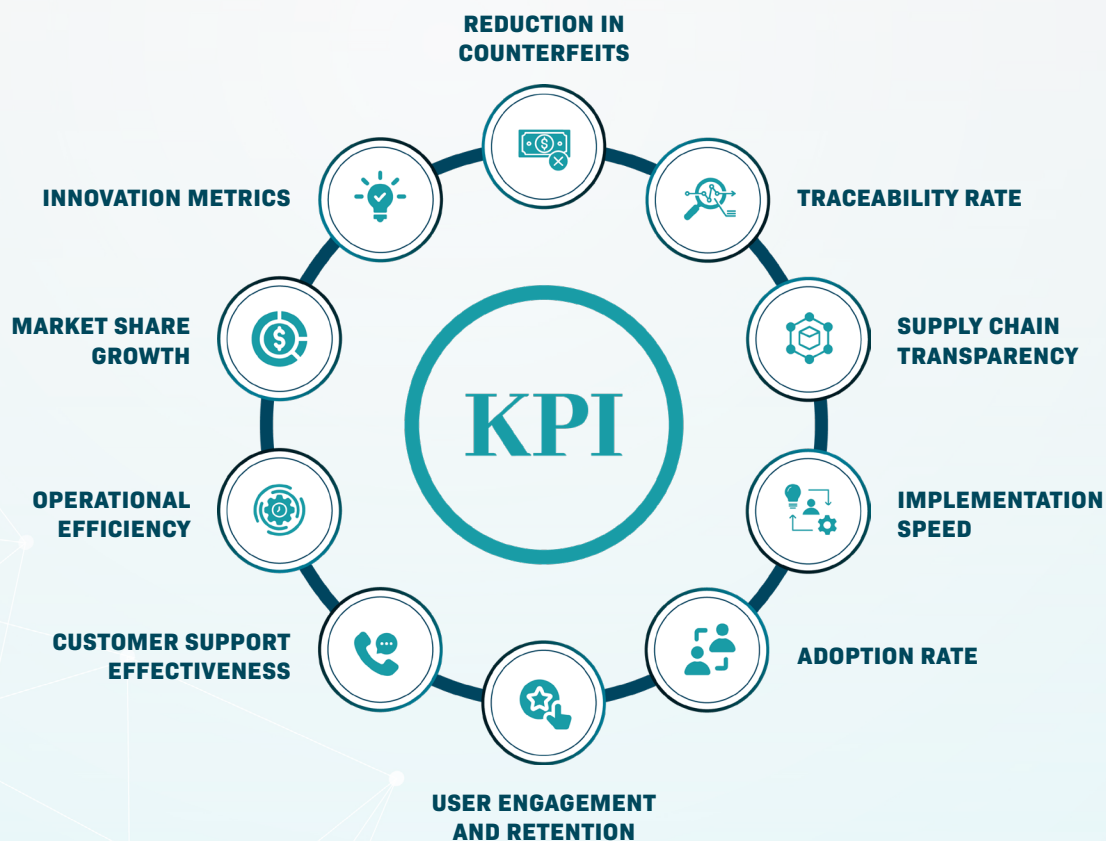 REDUCTION IN
COUNTERFEITS
INNOVATION METRICS
TRACEABILITY RATE
MARKET SHARE
GROWTH
SUPPLY CHAIN
TRANSPARENCY
KPI
OPERATIONAL
EFFICIENCY
IMPLEMENTATION
SPEED
CUSTOMER SUPPORT
EFFECTIVENESS
ADOPTION RATE
USER ENGAGEMENT
AND RETENTION